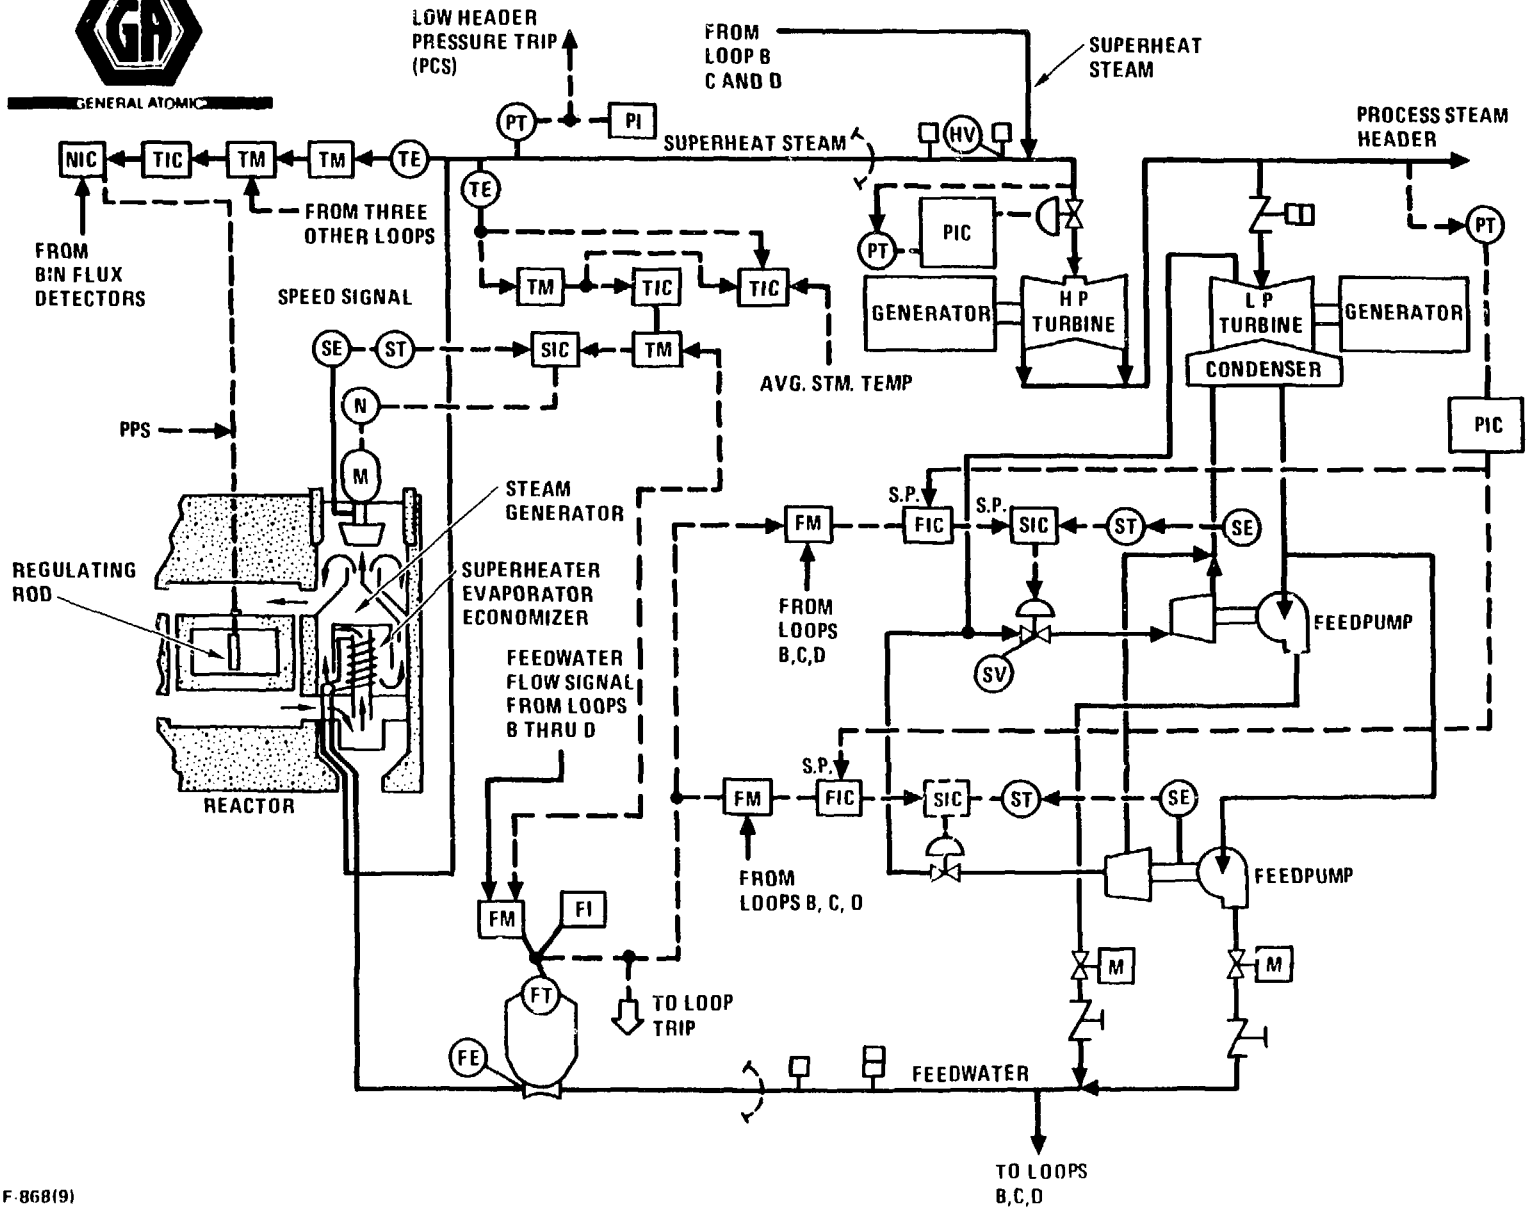 GA
GENERAL ATOMIC
LOW HEADER
PRESSURE TRIP
(PCS)
FROM
LOOP B
C AND D
SUPERHEAT
STEAM
PT
PI
SUPERHEAT STEAM
HV
PROCESS STEAM
HEADER
NIC
TIC
TM
TM
TE
TE
FROM THREE
OTHER LOOPS
FROM
BIN FLUX
DETECTORS
PT
PIC
PT
SPEED SIGNAL
TM
TIC
TIC
GENERATOR
HP
TURBINE
LP
TURBINE
GENERATOR
SE
ST
SIC
TM
CONDENSER
AVG. STM. TEMP
N
PPS
PIC
M
STEAM
GENERATOR
S.P.
S.P.
FM
FIC
SIC
ST
SE
REGULATING
ROD
SUPERHEATER
EVAPORATOR
ECONOMIZER
FROM
LOOPS
B,C,D
FEEDPUMP
FEEDWATER
FLOW SIGNAL
FROM LOOPS
B THRU D
SV
S.P.
REACTOR
FM
FIC
SIC
ST
SE
FROM
LOOPS B, C, D
FEEDPUMP
FM
FI
M
M
FT
TO LOOP
TRIP
FE
FEEDWATER
TO LOOPS
B,C,D
F-868(9)